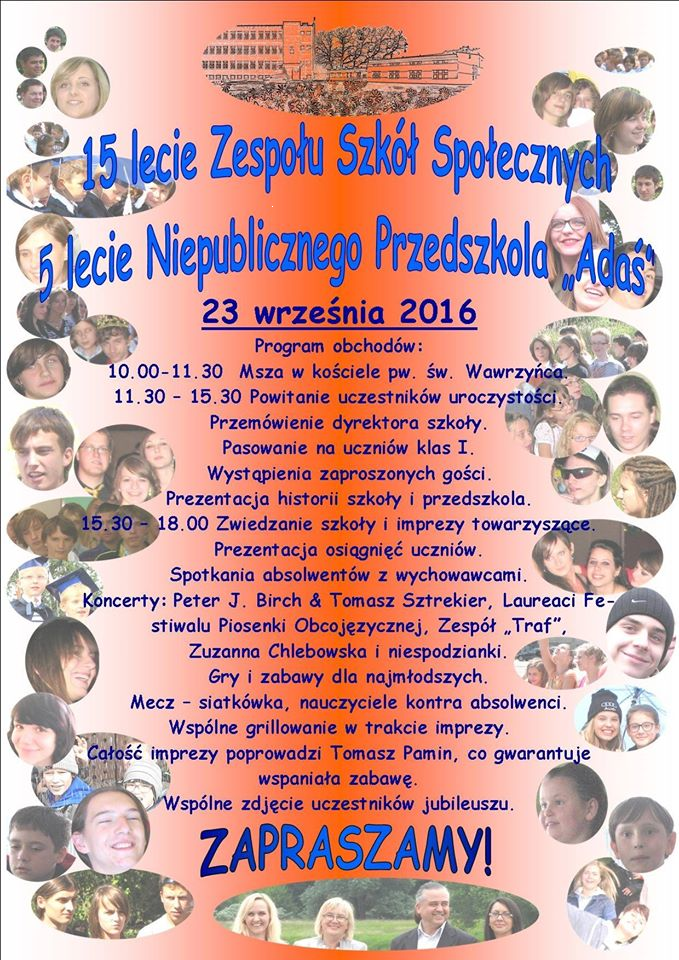 15 lecie Zespołu Szkół Społecznych
5 lecie Niepublicznego Przedszkola „Adaś"
23 września 2016
Program obchodów:
10.00-11.30 Msza w kościele pw. św. Wawrzyńca.
11.30 – 15.30 Powitanie uczestników uroczystości.
Przemówienie dyrektora szkoły.
Pasowanie na uczniów klas I.
Wystąpienia zaproszonych gości.
Prezentacja historii szkoły i przedszkola.
15.30 – 18.00 Zwiedzanie szkoły i imprezy towarzyszące.
Prezentacja osiągnięć uczniów.
Spotkania absolwentów z wychowawcami.
Koncerty: Peter J. Birch & Tomasz Sztrekier, Laureaci Fe-
stiwalu Piosenki Obcojęzycznej, Zespół „Traf”,
Zuzanna Chlebowska i niespodzianki.
Gry i zabawy dla najmłodszych.
Mecz – siatkówka, nauczyciele kontra absolwenci.
Wspólne grillowanie w trakcie imprezy.
Całość imprezy poprowadzi Tomasz Pamin, co gwarantuje
wspaniała zabawę.
Wspólne zdjęcie uczestników jubileuszu.
ZAPRASZAMY!